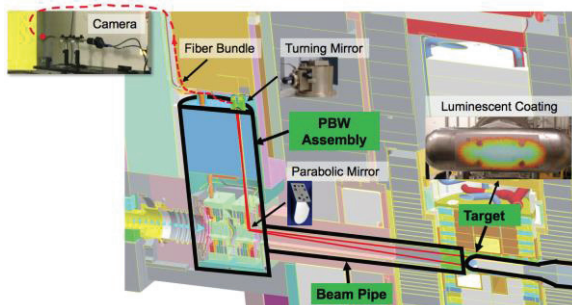 Camera
Fiber Bundle
Turning Mirror
Luminescent Coating
PBW
Assembly
Parabolic Mirror
Target
Beam Pipe